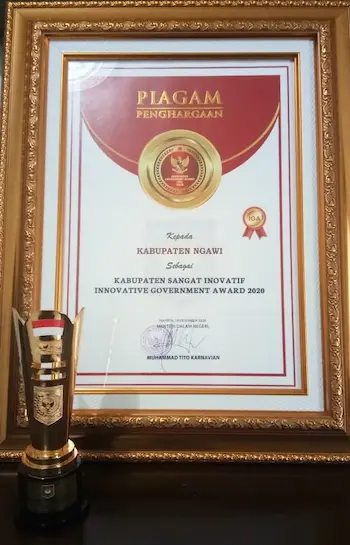 PIAGAM
PENGHARGAAN
Kepada
KABUPATEN NGAWI
Sebagai
KABUPATEN SANGAT INOVATIF
INNOVATIVE GOVERNMENT AWARD 2020
MENTERI DALAM NEGERI,
MUHAMMAD TITO KARNAVIAN
IGA